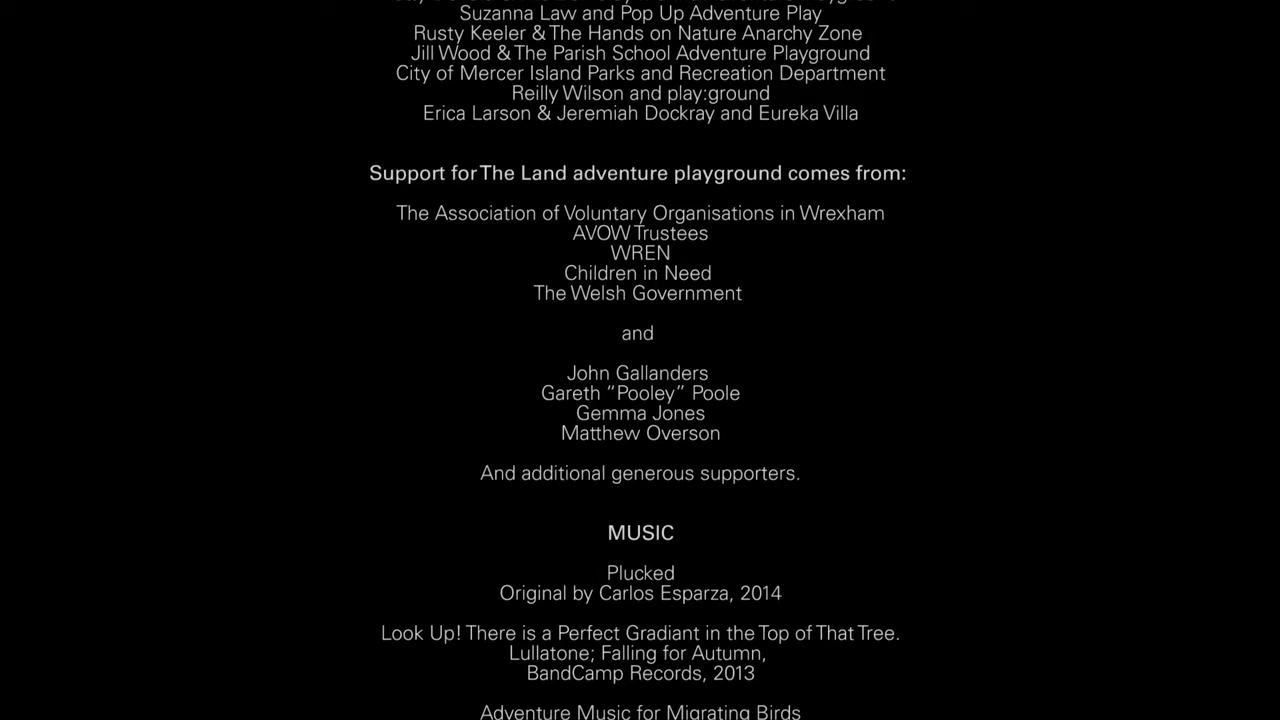 Suzanna Law and Pop Up Adventure Play
Rusty Keeler & The Hands on Nature Anarchy Zone
Jill Wood & The Parish School Adventure Playground
City of Mercer Island Parks and Recreation Department
Reilly Wilson and play:ground
Erica Larson & Jeremiah Dockray and Eureka Villa
Support for The Land adventure playground comes from:
The Association of Voluntary Organisations in Wrexham
AVOW Trustees
WREN
Children in Need
The Welsh Government
and
John Gallanders
Gareth “Pooley” Poole
Gemma Jones
Matthew Overson
And additional generous supporters.
MUSIC
Plucked
Original by Carlos Esparza, 2014
Look Up! There is a Perfect Gradiant in the Top of That Tree.
Lullatone; Falling for Autumn,
BandCamp Records, 2013
Adventure Music for Migrating Birds